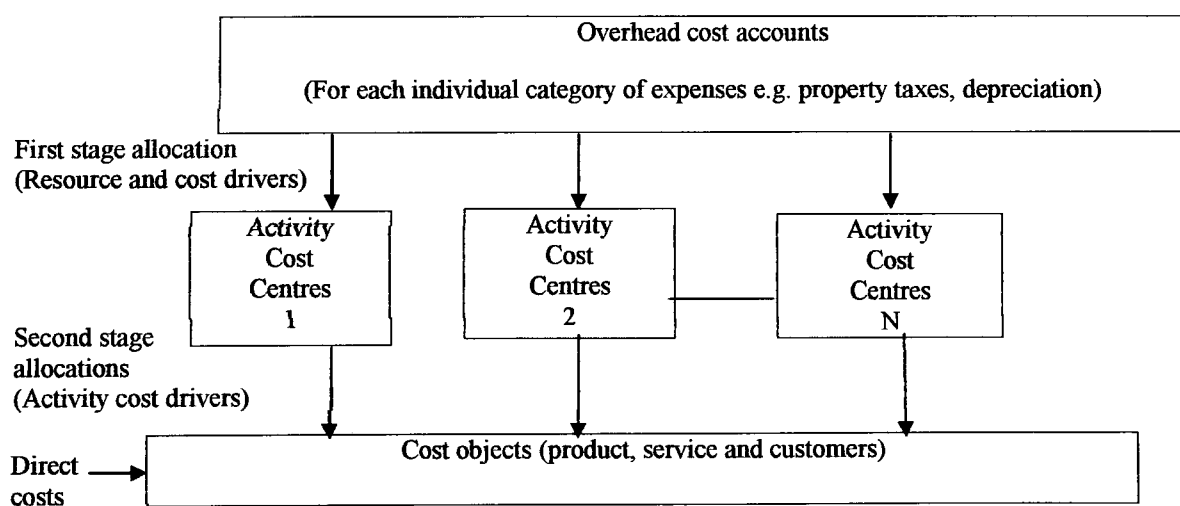 Overhead cost accounts
(For each individual category of expenses e.g. property taxes, depreciation)
First stage allocation
(Resource and cost drivers)
Activity
Cost
Centres
1
Activity
Cost
Centres
2
Activity
Cost
Centres
N
Second stage
allocations
(Activity cost drivers)
Cost objects (product, service and customers)
Direct
costs